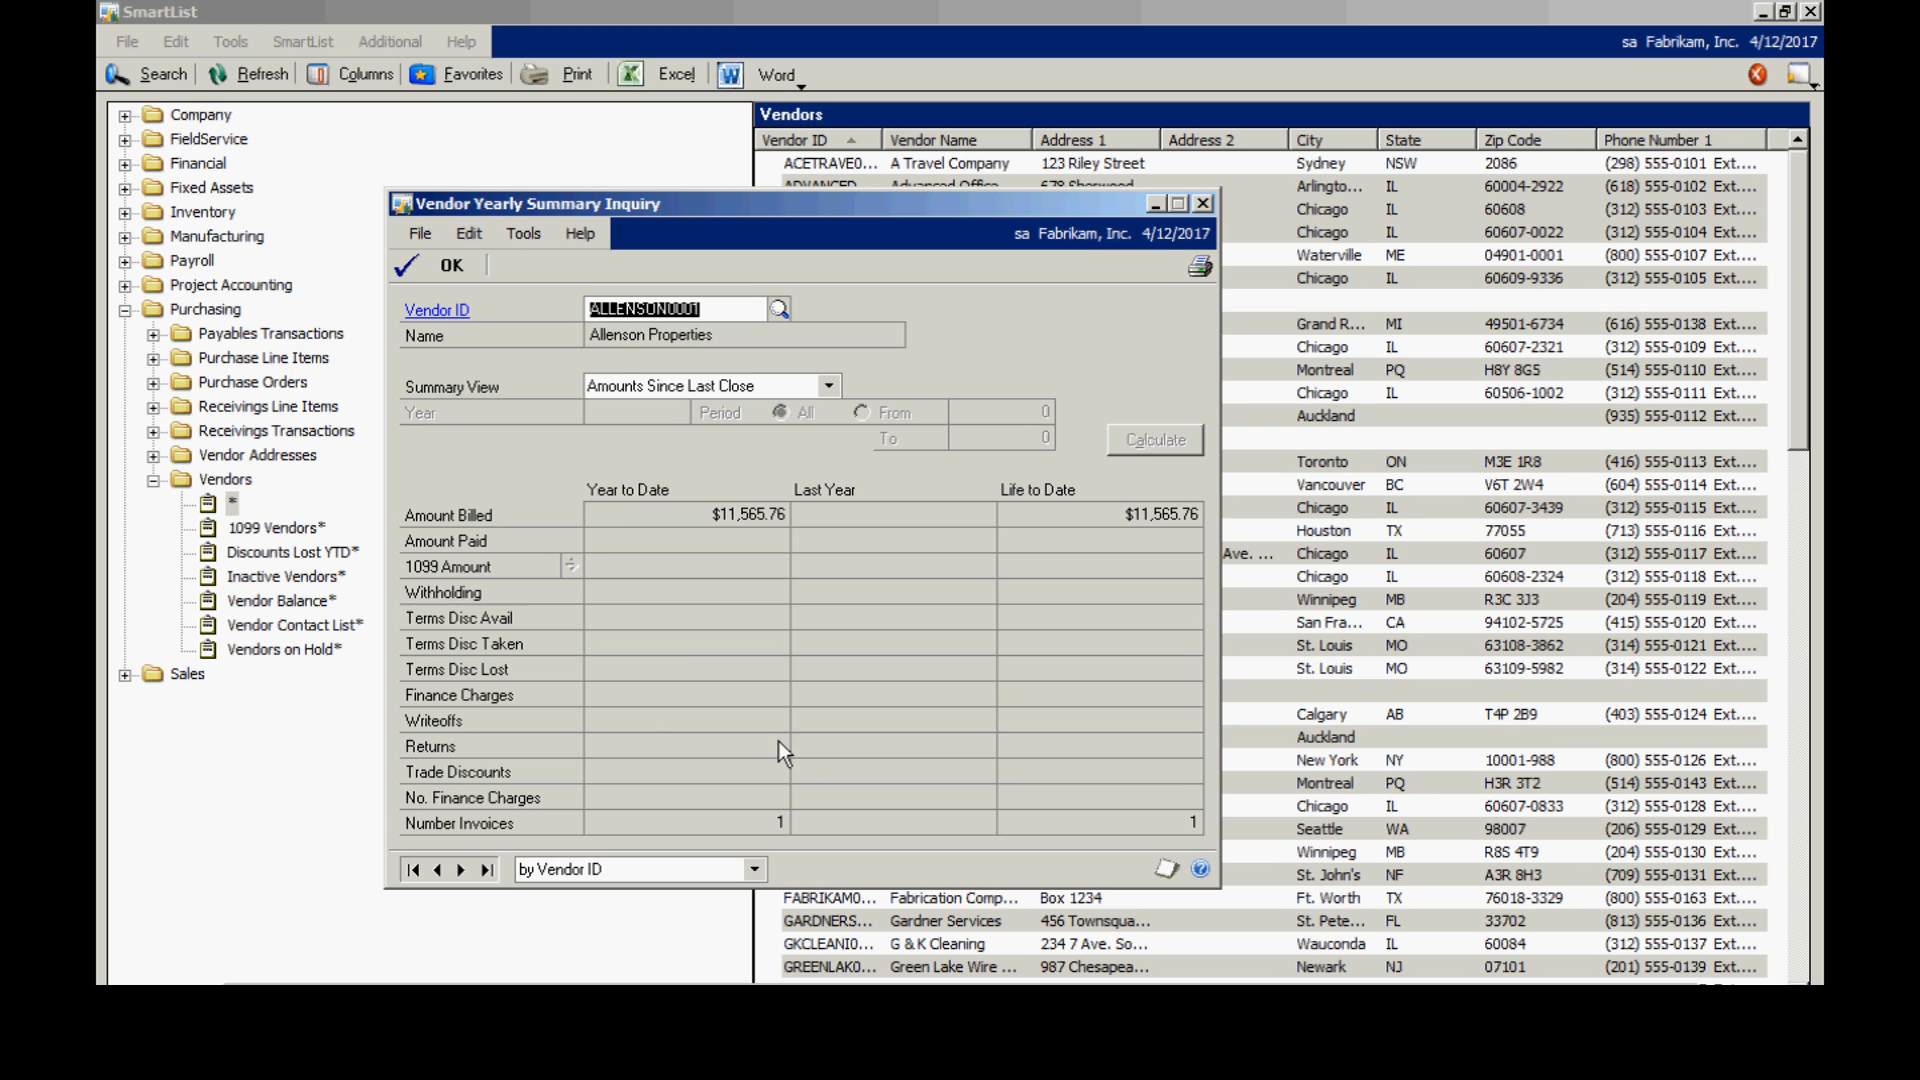 SmartList
File Edit Tools SmartList Additional Help
sa Fabrikam, Inc. 4/12/2017
Search Refresh Columns Favorites Print Excel Word
Company
FieldService
Financial
Fixed Assets
Inventory
Manufacturing
Payroll
Project Accounting
Purchasing
Payables Transactions
Purchase Line Items
Purchase Orders
Receivings Line Items
Receivings Transactions
Vendor Addresses
Vendors
*
1099 Vendors*
Discounts Lost YTD*
Inactive Vendors*
Vendor Balance*
Vendor Contact List*
Vendors on Hold*
Sales
Vendor Yearly Summary Inquiry
File Edit Tools Help
sa Fabrikam, Inc. 4/12/2017
OK
Vendor ID ALLENSON0001
Name Allenson Properties
Summary View Amounts Since Last Close
Year Period All From 0
To 0
Calculate
Year to Date Last Year Life to Date
Amount Billed $11,565.76 $11,565.76
Amount Paid
1099 Amount
Withholding
Terms Disc Avail
Terms Disc Taken
Terms Disc Lost
Finance Charges
Writeoffs
Returns
Trade Discounts
No. Finance Charges
Number Invoices 1 1
by Vendor ID
Vendors
Vendor ID Vendor Name Address 1 Address 2 City State Zip Code Phone Number 1
ACETRAVE0... A Travel Company 123 Riley Street Sydney NSW 2086 (298) 555-0101 Ext....
Arlingto... IL 60004-2922 (618) 555-0102 Ext....
Chicago IL 60608 (312) 555-0103 Ext....
Chicago IL 60607-0022 (312) 555-0104 Ext....
Waterville ME 04901-0001 (800) 555-0107 Ext....
Chicago IL 60609-9336 (312) 555-0105 Ext....
Grand R... MI 49501-6734 (616) 555-0138 Ext....
Chicago IL 60607-2321 (312) 555-0109 Ext....
Montreal PQ H8Y 8G5 (514) 555-0110 Ext....
Chicago IL 60506-1002 (312) 555-0111 Ext....
Auckland (935) 555-0112 Ext....
Toronto ON M3E 1R8 (416) 555-0113 Ext....
Vancouver BC V6T 2W4 (604) 555-0114 Ext....
Chicago IL 60607-3439 (312) 555-0115 Ext....
Houston TX 77055 (713) 555-0116 Ext....
Ave. ... Chicago IL 60607 (312) 555-0117 Ext....
Chicago IL 60608-2324 (312) 555-0118 Ext....
Winnipeg MB R3C 3J3 (204) 555-0119 Ext....
San Fra... CA 94102-5725 (415) 555-0120 Ext....
St. Louis MO 63108-3862 (314) 555-0121 Ext....
St. Louis MO 63109-5982 (314) 555-0122 Ext....
Calgary AB T4P 2B9 (403) 555-0124 Ext....
Auckland
New York NY 10001-988 (800) 555-0126 Ext....
Montreal PQ H3R 3T2 (514) 555-0143 Ext....
Chicago IL 60607-0833 (312) 555-0128 Ext....
Seattle WA 98007 (206) 555-0129 Ext....
Winnipeg MB R8S 4T9 (204) 555-0130 Ext....
St. John's NF A3R 8H3 (709) 555-0131 Ext....
FABRIKAM0... Fabrication Comp... Box 1234 Ft. Worth TX 76018-3329 (800) 555-0163 Ext....
GARDNERS... Gardner Services 456 Townsqua... St. Pete... FL 33702 (813) 555-0136 Ext....
GKCLEANI0... G & K Cleaning 234 7 Ave. So... Wauconda IL 60084 (312) 555-0137 Ext....
GREENLAK0... Green Lake Wire ... 987 Chesapea... Newark NJ 07101 (201) 555-0139 Ext....